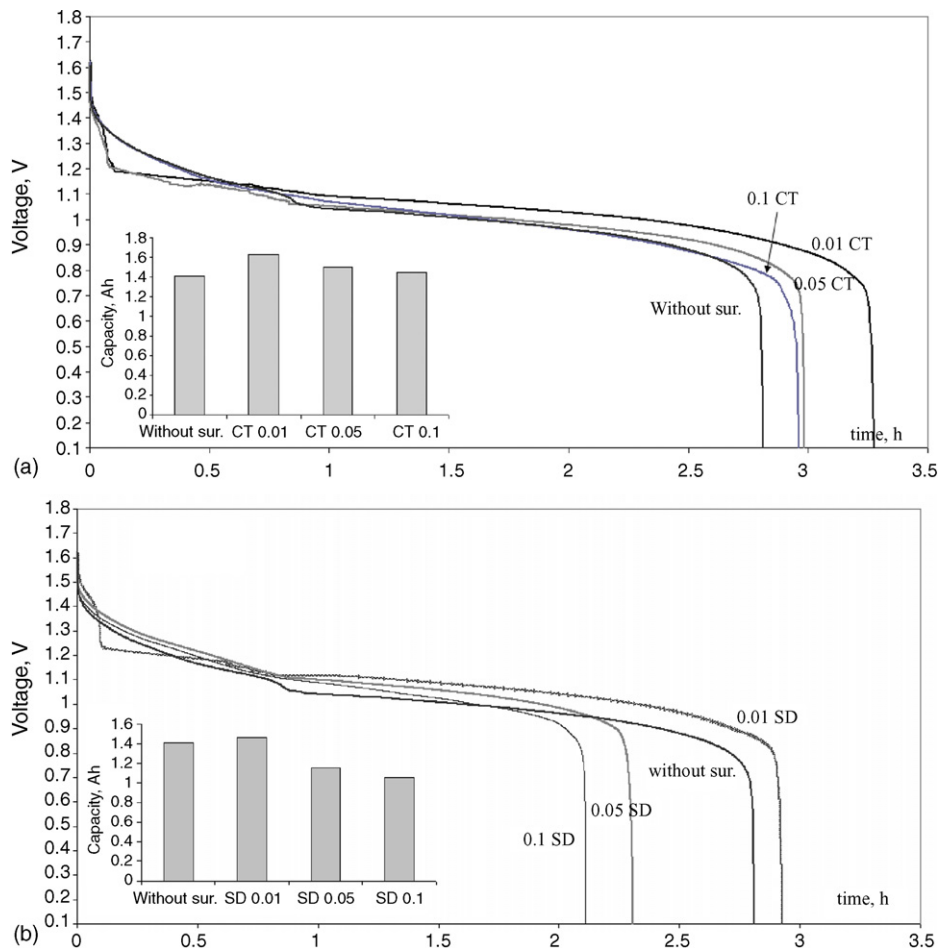 1.8
1.7
1.6
1.5
1.4
1.3
1.2
1.1
1
0.9
0.8
0.7
0.6
0.5
0.4
0.3
0.2
0.1
Voltage, V
0.1 CT
0.01 CT
0.05 CT
Without sur.
time, h
1.8
1.6
1.4
1.2
1
0.8
0.6
0.4
0.2
0
Capacity, Ah
Without sur. CT 0.01 CT 0.05 CT 0.1
(a)
0 0.5 1 1.5 2 2.5 3 3.5
1.8
1.7
1.6
1.5
1.4
1.3
1.2
1.1
1
0.9
0.8
0.7
0.6
0.5
0.4
0.3
0.2
0.1
Voltage, V
0.01 SD
without sur.
0.05 SD
0.1 SD
time, h
1.6
1.4
1.2
1
0.8
0.6
0.4
0.2
0
Capacity, Ah
Without sur. SD 0.01 SD 0.05 SD 0.1
(b)
0 0.5 1 1.5 2 2.5 3 3.5